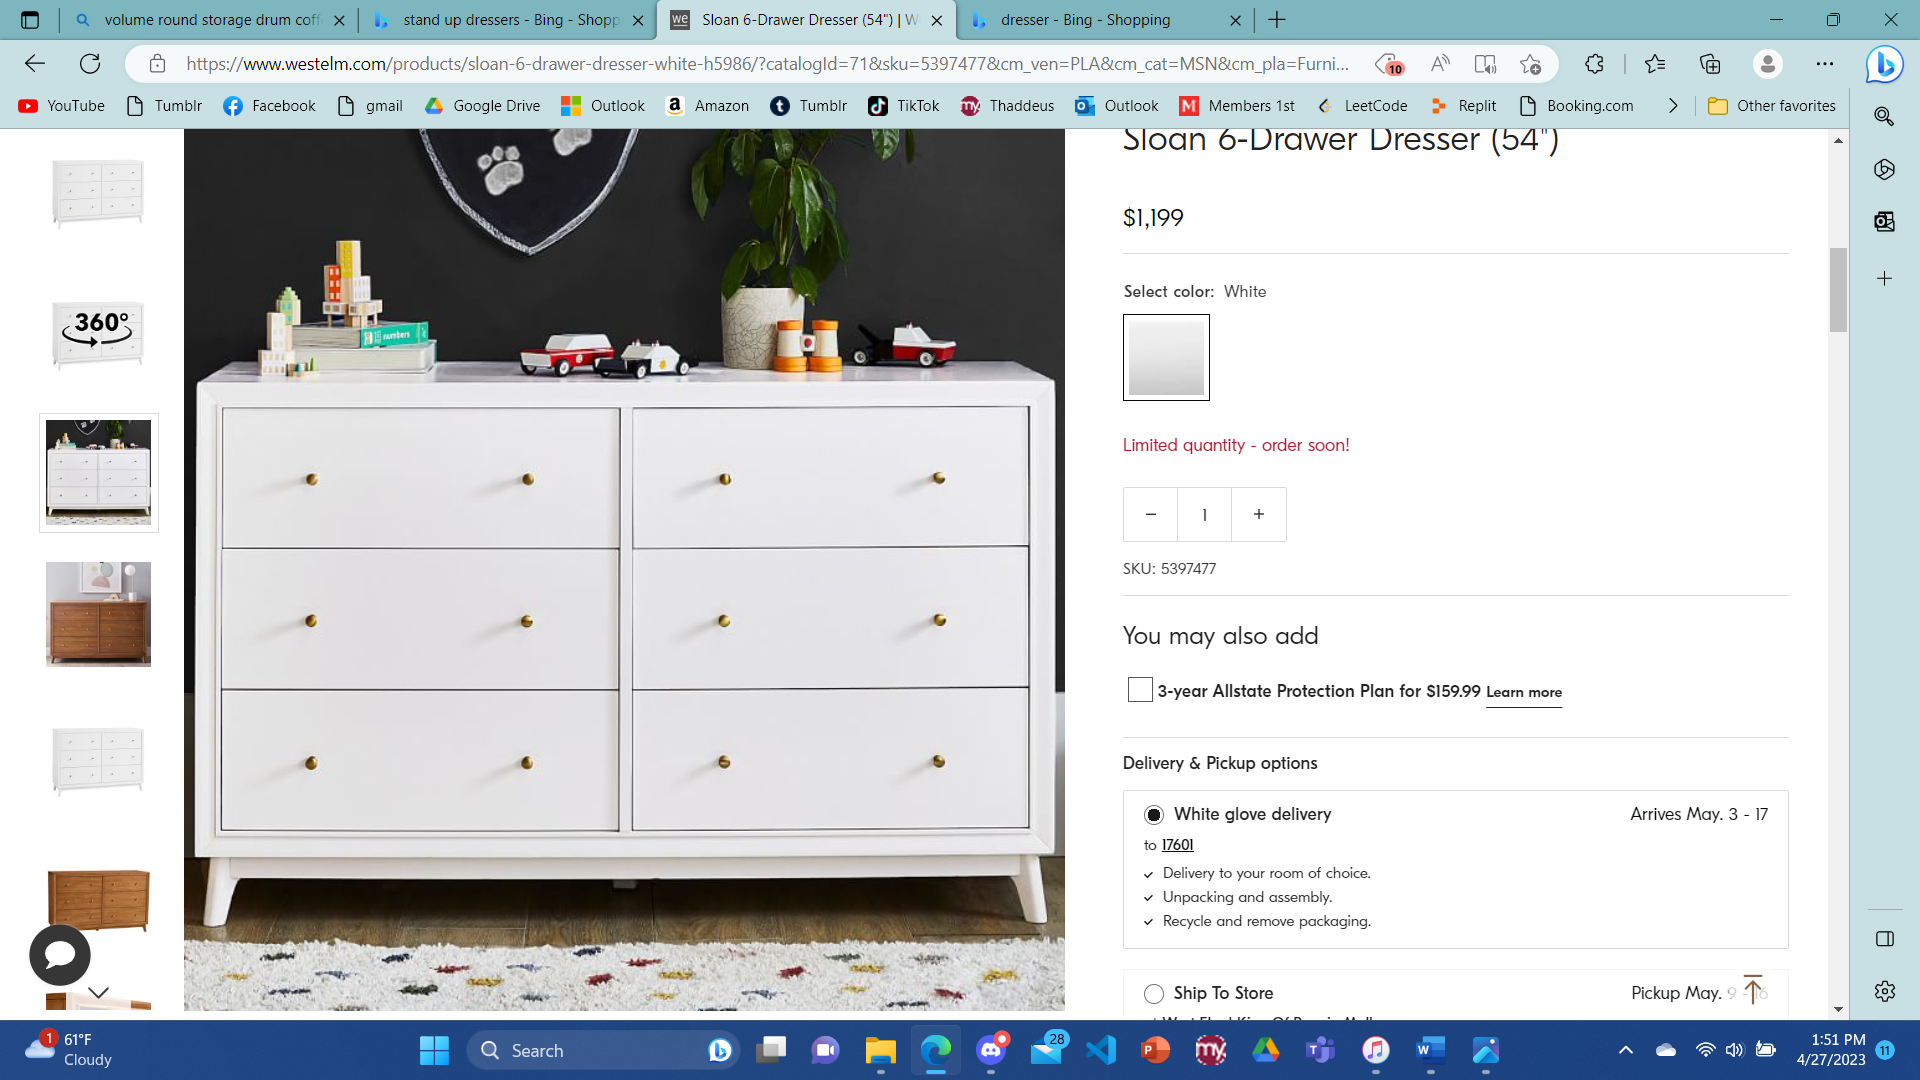 volume round storage drum coff
stand up dressers - Bing - Shopp
Sloan 6-Drawer Dresser (54") | W
dresser - Bing - Shopping
https://www.westelm.com/products/sloan-6-drawer-dresser-white-h5986/?catalogId=71&sku=5397477&cm_ven=PLA&cm_cat=MSN&cm_pla=Furni...
10
YouTube
Tumblr
Facebook
gmail
Google Drive
Outlook
Amazon
Tumblr
TikTok
Thaddeus
Outlook
Members 1st
LeetCode
Replit
Booking.com
Other favorites
360°
numbers
Sloan 6-Drawer Dresser (54")
$1,199
Select color: White
Limited quantity - order soon!
− 1 +
SKU: 5397477
You may also add
3-year Allstate Protection Plan for $159.99 Learn more
Delivery & Pickup options
White glove delivery Arrives May. 3 - 17
to 17601
Delivery to your room of choice.
Unpacking and assembly.
Recycle and remove packaging.
Ship To Store Pickup May. 9 - 16
1
61°F
Cloudy
Search
28
1:51 PM
4/27/2023
11